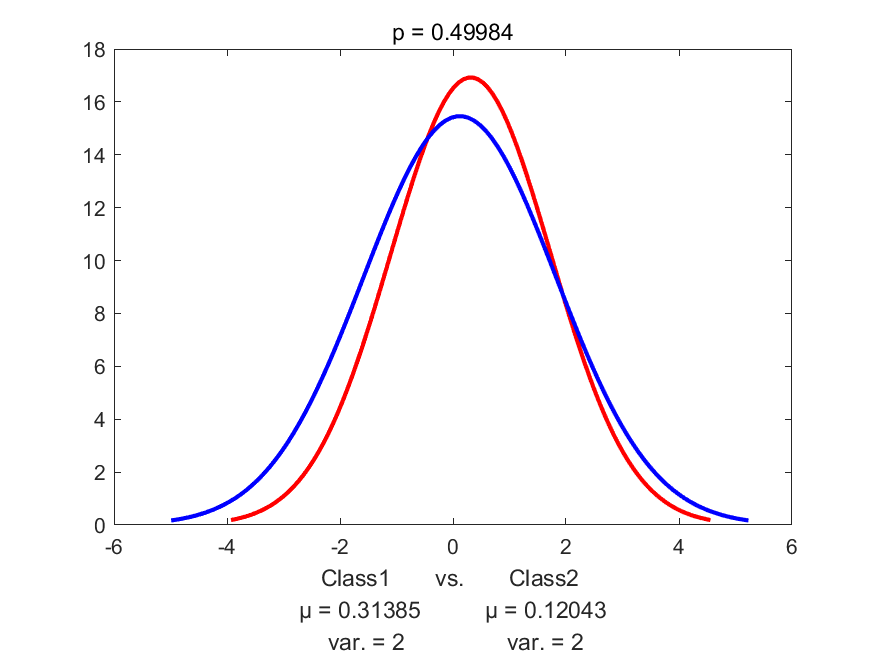 p = 0.49984
18
16
14
12
10
8
6
4
2
0
-6 -4 -2 0 2 4 6
Class1 vs. Class2
μ = 0.31385 μ = 0.12043
var. = 2 var. = 2